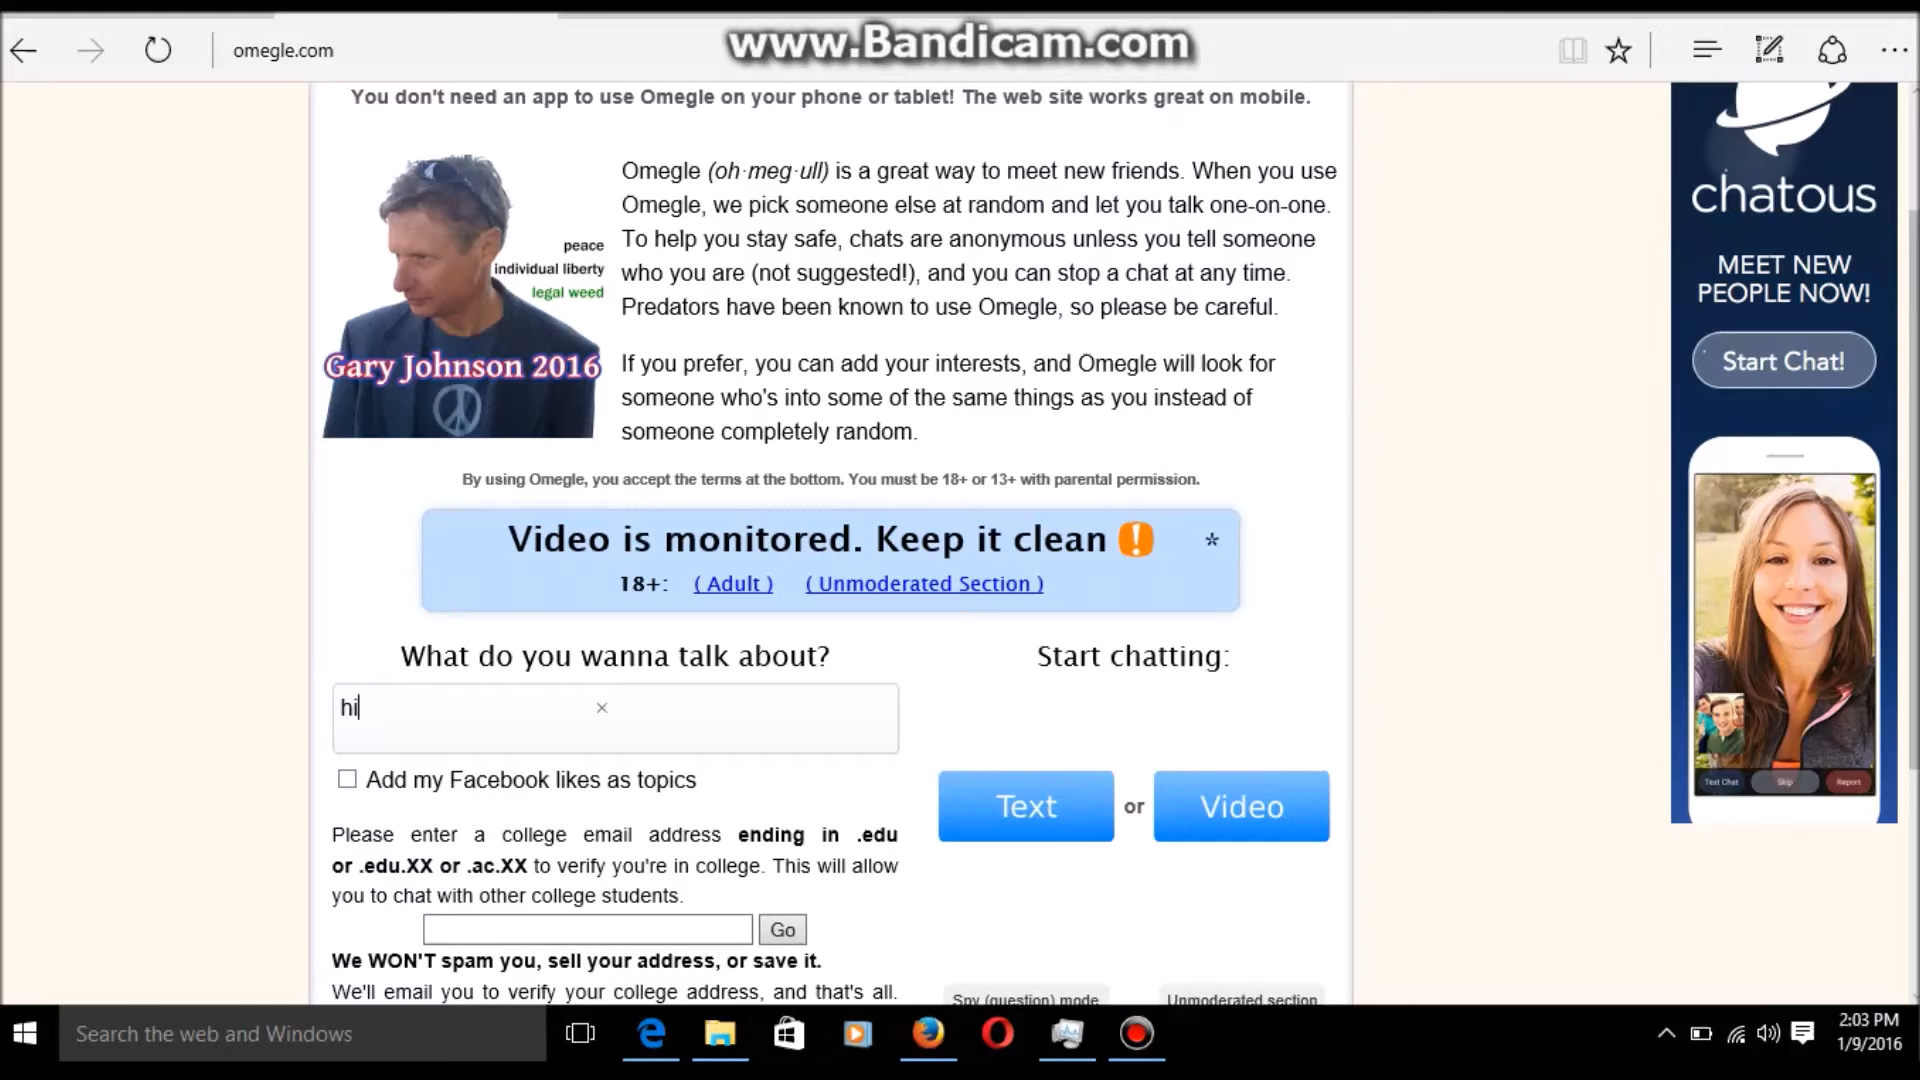 www.Bandicam.com
omegle.com
You don't need an app to use Omegle on your phone or tablet! The web site works great on mobile.
peace
individual liberty
legal weed
Gary Johnson 2016
Omegle (oh·meg·ull) is a great way to meet new friends. When you use
Omegle, we pick someone else at random and let you talk one-on-one.
To help you stay safe, chats are anonymous unless you tell someone
who you are (not suggested!), and you can stop a chat at any time.
Predators have been known to use Omegle, so please be careful.
If you prefer, you can add your interests, and Omegle will look for
someone who's into some of the same things as you instead of
someone completely random.
By using Omegle, you accept the terms at the bottom. You must be 18+ or 13+ with parental permission.
Video is monitored. Keep it clean ! *
18+: ( Adult ) ( Unmoderated Section )
What do you wanna talk about?
hi ×
Add my Facebook likes as topics
Please enter a college email address ending in .edu
or .edu.XX or .ac.XX to verify you're in college. This will allow
you to chat with other college students.
Go
We WON'T spam you, sell your address, or save it.
We'll email you to verify your college address, and that's all.
Start chatting:
Text or Video
Spy (question) mode
Unmoderated section
chatous
MEET NEW
PEOPLE NOW!
Start Chat!
Text Chat Skip Report
Search the web and Windows
2:03 PM
1/9/2016